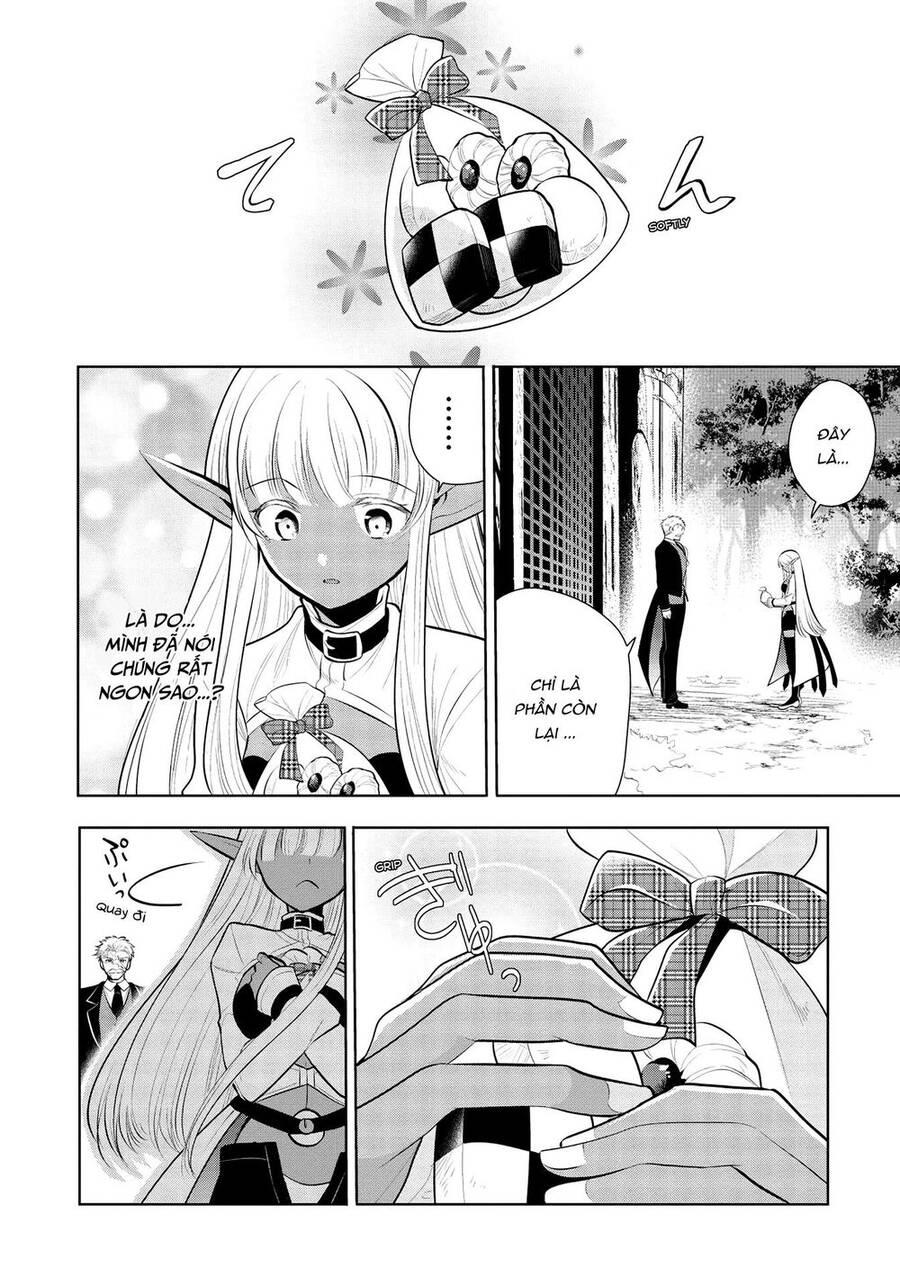 てん
SOFTLY
ĐÂY
LÀ...
CHỈ LÀ
PHẦN CÒN
LẠI ...
......
LÀ DO...
MÌNH ĐÃ NÓI
CHÚNG RẤT
NGON SAO...?
GRIP
ぎゅっ
ぷいっ
Quay đi